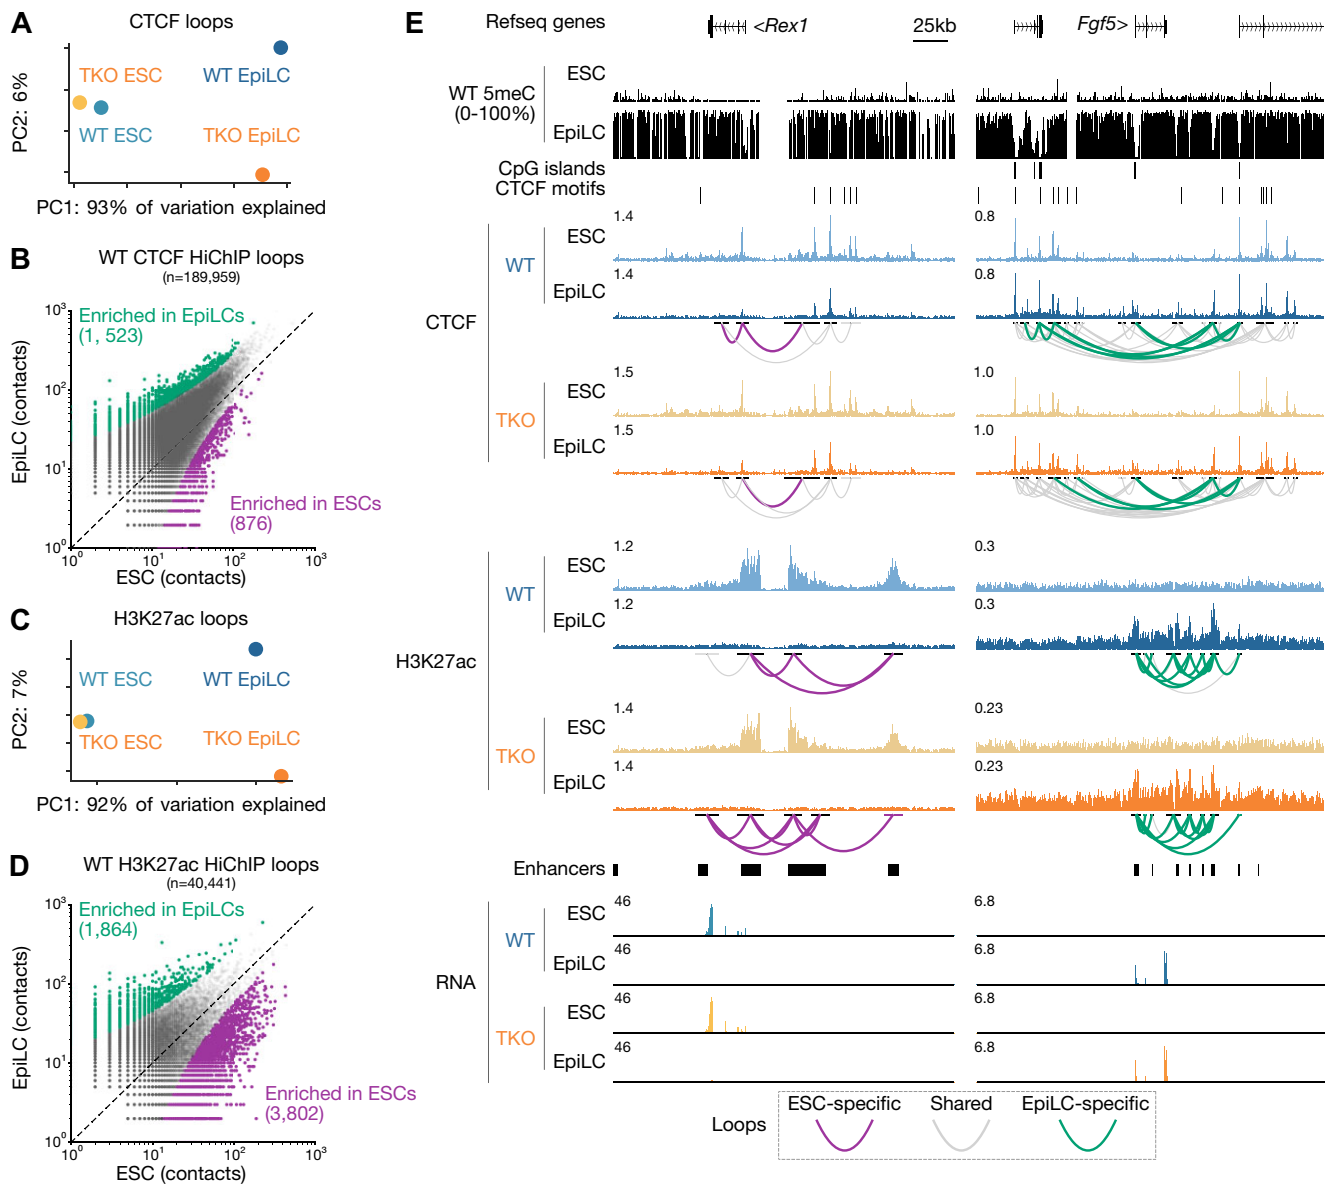 A
CTCF loops
PC2: 6%
TKO ESC
WT EpiLC
WT ESC
TKO EpiLC
PC1: 93% of variation explained
B
WT CTCF HiChIP loops
(n=189,959)
EpiLC (contacts)
10³
10²
10¹
10⁰
Enriched in EpiLCs
(1, 523)
Enriched in ESCs
(876)
10⁰ 10¹ 10² 10³
ESC (contacts)
C
H3K27ac loops
PC2: 7%
WT ESC
WT EpiLC
TKO ESC
TKO EpiLC
PC1: 92% of variation explained
D
WT H3K27ac HiChIP loops
(n=40,441)
EpiLC (contacts)
10³
10²
10¹
10⁰
Enriched in EpiLCs
(1,864)
Enriched in ESCs
(3,802)
10⁰ 10¹ 10² 10³
ESC (contacts)
E
Refseq genes
<Rex1
25kb
Fgf5>
WT 5meC
(0-100%)
ESC
EpiLC
CpG islands
CTCF motifs
CTCF
WT
ESC
1.4
0.8
EpiLC
1.4
0.8
TKO
ESC
1.5
1.0
EpiLC
1.5
1.0
H3K27ac
WT
ESC
1.2
0.3
EpiLC
1.2
0.3
TKO
ESC
1.4
0.23
EpiLC
1.4
0.23
Enhancers
RNA
WT
ESC
46
6.8
EpiLC
46
6.8
TKO
ESC
46
6.8
EpiLC
46
6.8
Loops
ESC-specific
Shared
EpiLC-specific